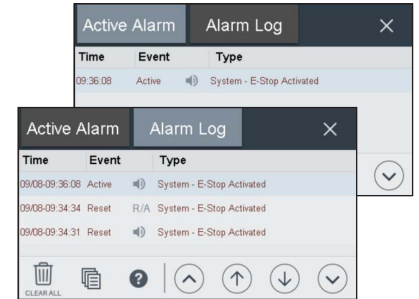 Active Alarm Alarm Log
Time Event Type
09:36:08 Active System - E-Stop Activated
Active Alarm Alarm Log
Time Event Type
09/08-09:36:08 Active System - E-Stop Activated
09/08-09:34:34 Reset R/A System - E-Stop Activated
09/08-09:34:31 Reset System - E-Stop Activated
?
CLEAR ALL